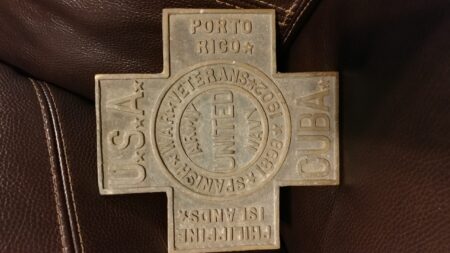 PORTO
RICO★
U.★S.★A.★
SPANISH★WAR★VETERANS★
1898★1902
ARMY
UNITED
NAVY
CUBA★
PHILIPPINE
ISLANDS★